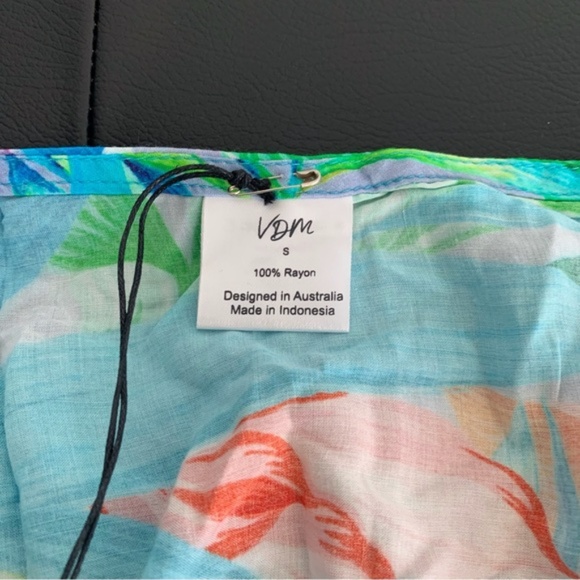 VDM
S
100% Rayon
Designed in Australia
Made in Indonesia